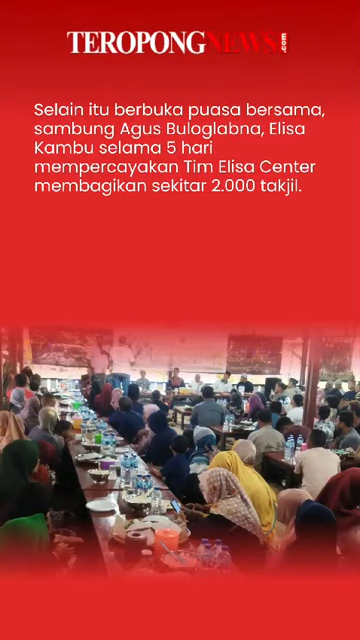 TEROPONGNEWS.com
Selain itu berbuka puasa bersama,
sambung Agus Buloglabna, Elisa
Kambu selama 5 hari
mempercayakan Tim Elisa Center
membagikan sekitar 2.000 takjil.